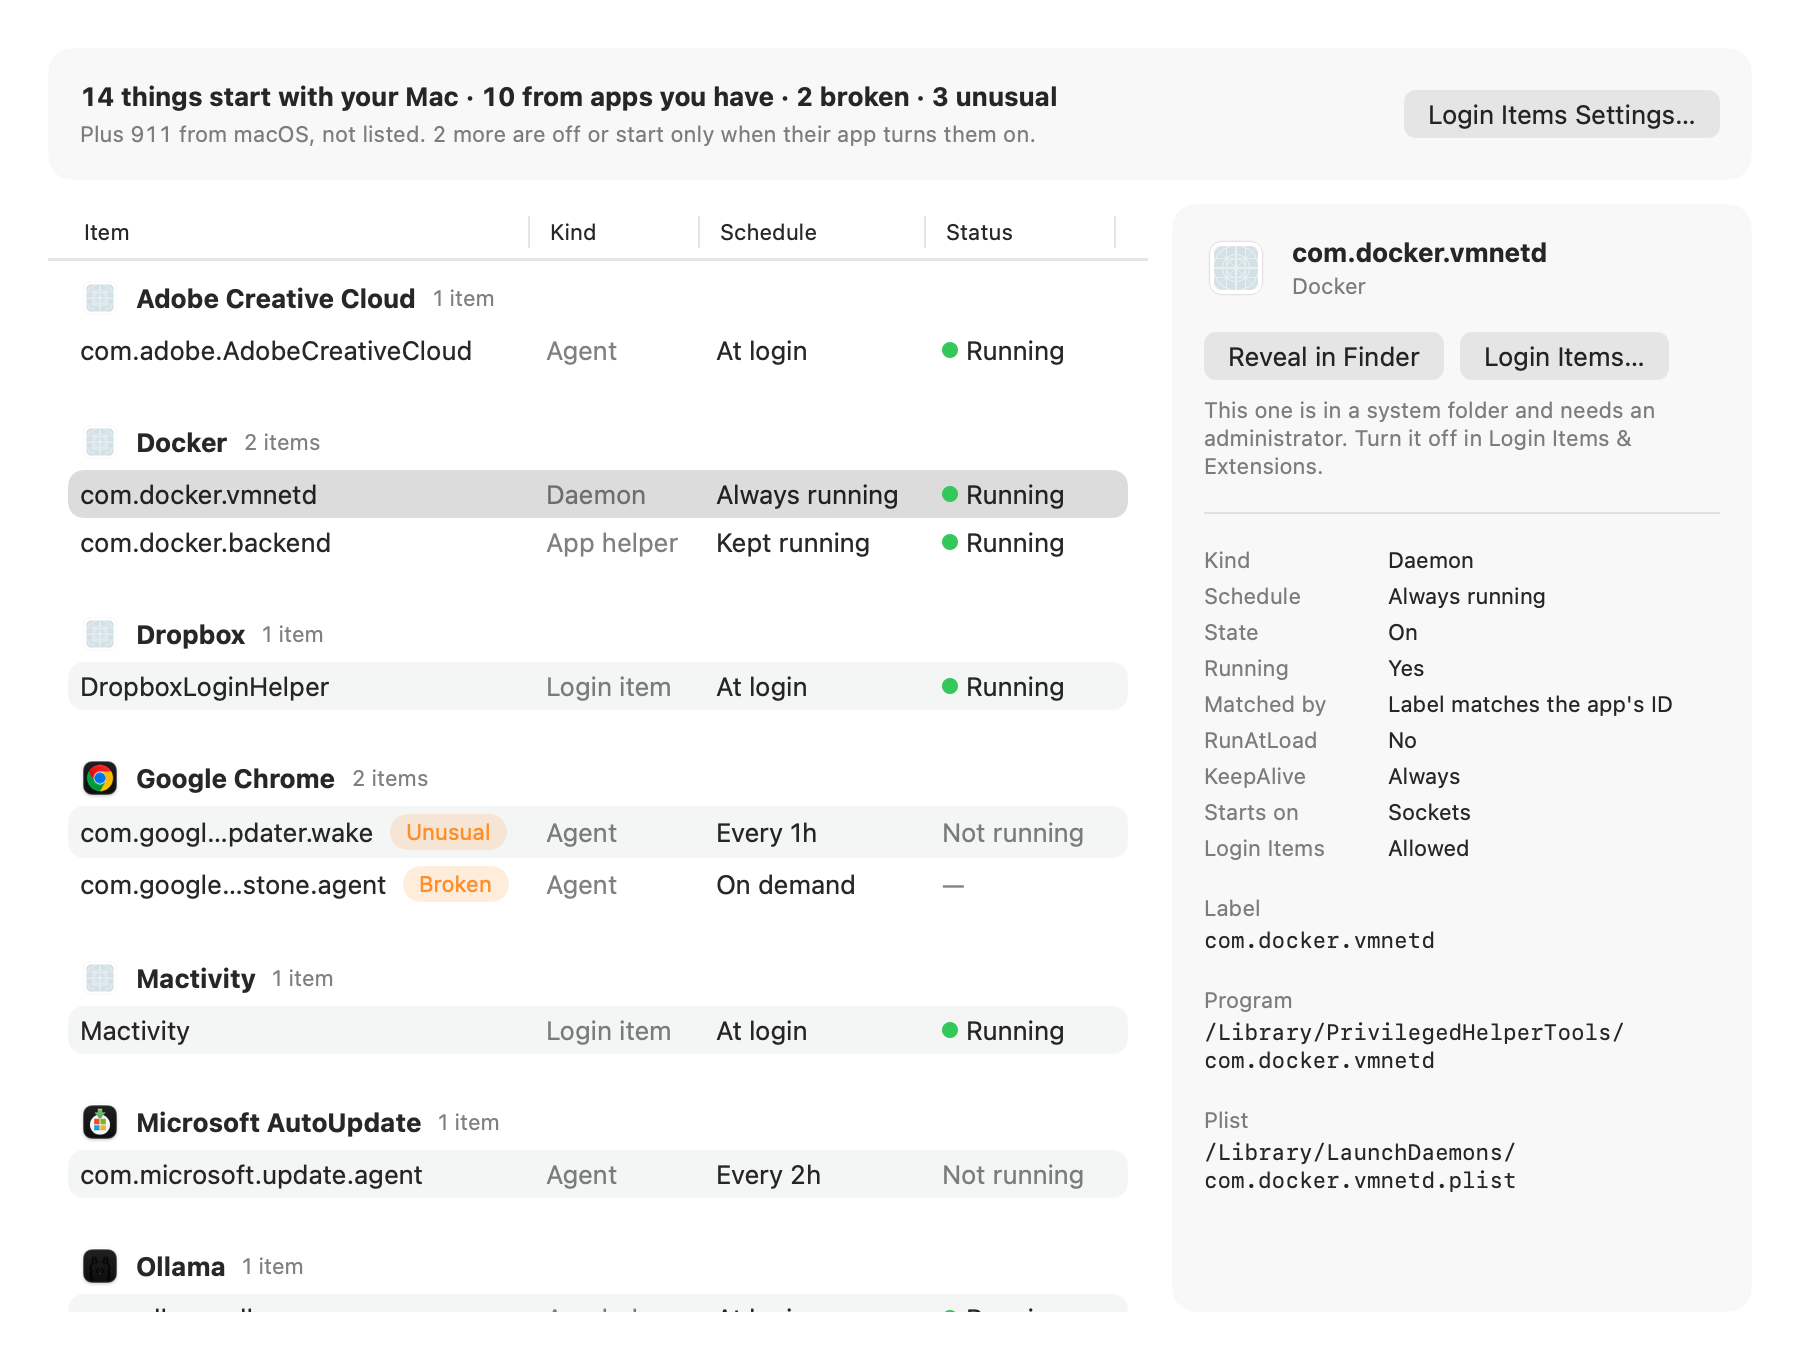 14 things start with your Mac · 10 from apps you have · 2 broken · 3 unusual
Plus 911 from macOS, not listed. 2 more are off or start only when their app turns them on.
Login Items Settings...
Item Kind Schedule Status
Adobe Creative Cloud 1 item
com.adobe.AdobeCreativeCloud Agent At login Running
Docker 2 items
com.docker.vmnetd Daemon Always running Running
com.docker.backend App helper Kept running Running
Dropbox 1 item
DropboxLoginHelper Login item At login Running
Google Chrome 2 items
com.googl...pdater.wake Unusual Agent Every 1h Not running
com.google...stone.agent Broken Agent On demand —
Mactivity 1 item
Mactivity Login item At login Running
Microsoft AutoUpdate 1 item
com.microsoft.update.agent Agent Every 2h Not running
Ollama 1 item
com.docker.vmnetd
Docker
Reveal in Finder Login Items...
This one is in a system folder and needs an
administrator. Turn it off in Login Items &
Extensions.
Kind Daemon
Schedule Always running
State On
Running Yes
Matched by Label matches the app's ID
RunAtLoad No
KeepAlive Always
Starts on Sockets
Login Items Allowed
Label
com.docker.vmnetd
Program
/Library/PrivilegedHelperTools/
com.docker.vmnetd
Plist
/Library/LaunchDaemons/
com.docker.vmnetd.plist